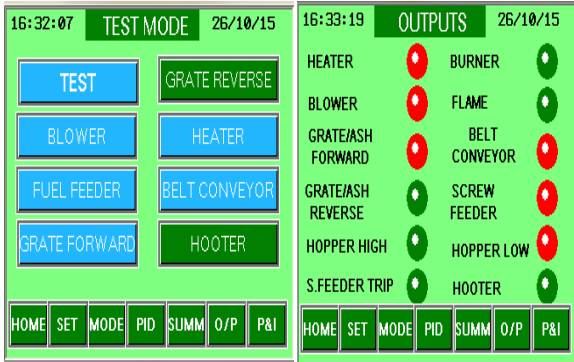 16:32:07 TEST MODE 26/10/15
TEST GRATE REVERSE
BLOWER HEATER
FUEL FEEDER BELT CONVEYOR
GRATE FORWARD HOOTER
HOME SET MODE PID SUMM O/P P&I
16:33:19 OUTPUTS 26/10/15
HEATER BURNER
BLOWER FLAME
GRATE/ASH BELT
FORWARD CONVEYOR
GRATE/ASH SCREW
REVERSE FEEDER
HOPPER HIGH HOPPER LOW
S.FEEDER TRIP HOOTER
HOME SET MODE PID SUMM O/P P&I